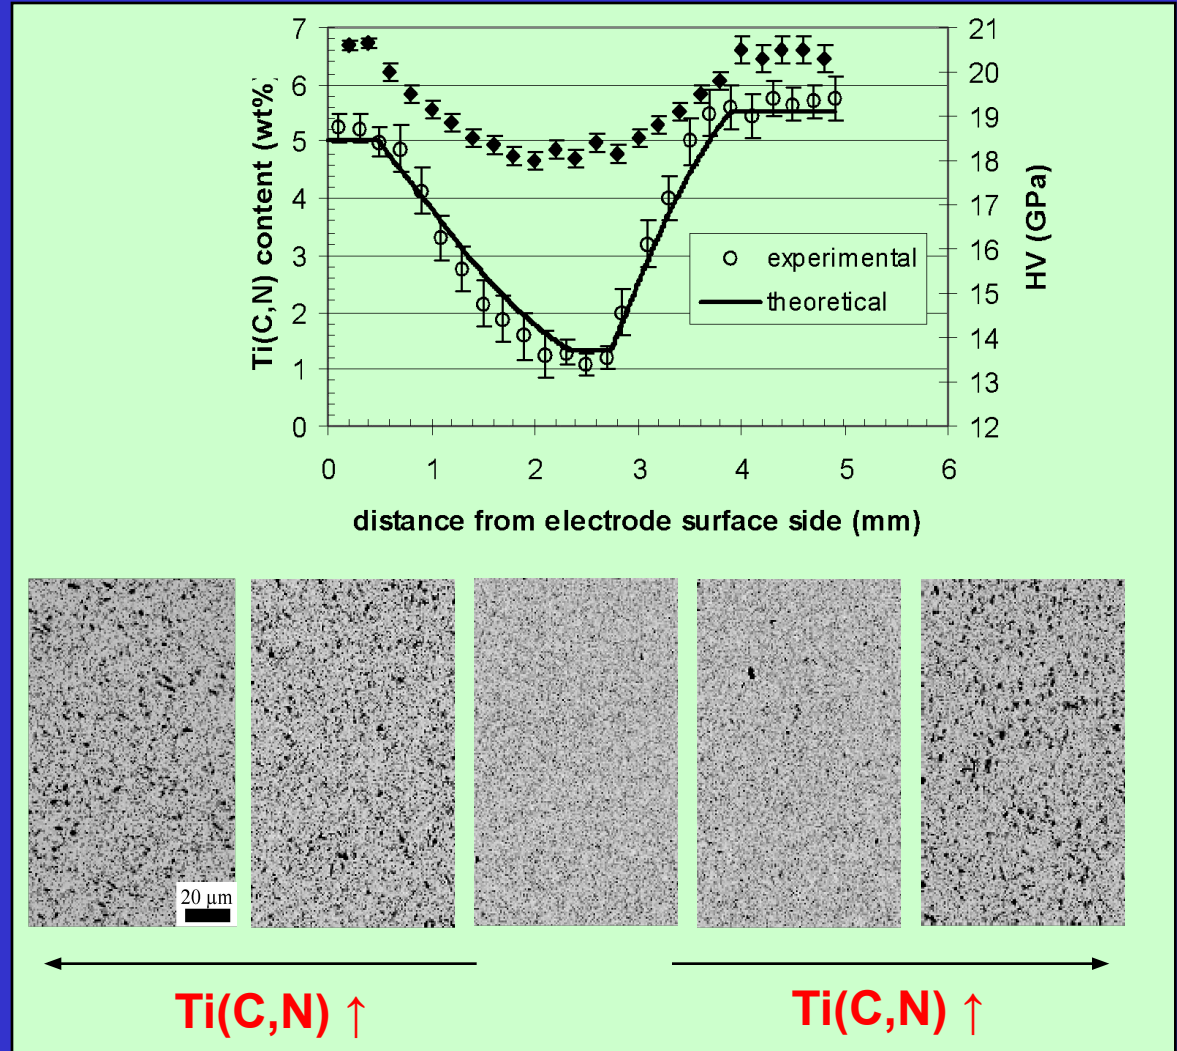 7
6
5
4
3
2
1
0
Ti(C,N) content (wt%)
21
20
19
18
17
16
15
14
13
12
HV (GPa)
experimental
theoretical
0 1 2 3 4 5 6
distance from electrode surface side (mm)
20 µm
Ti(C,N) ↑
Ti(C,N) ↑